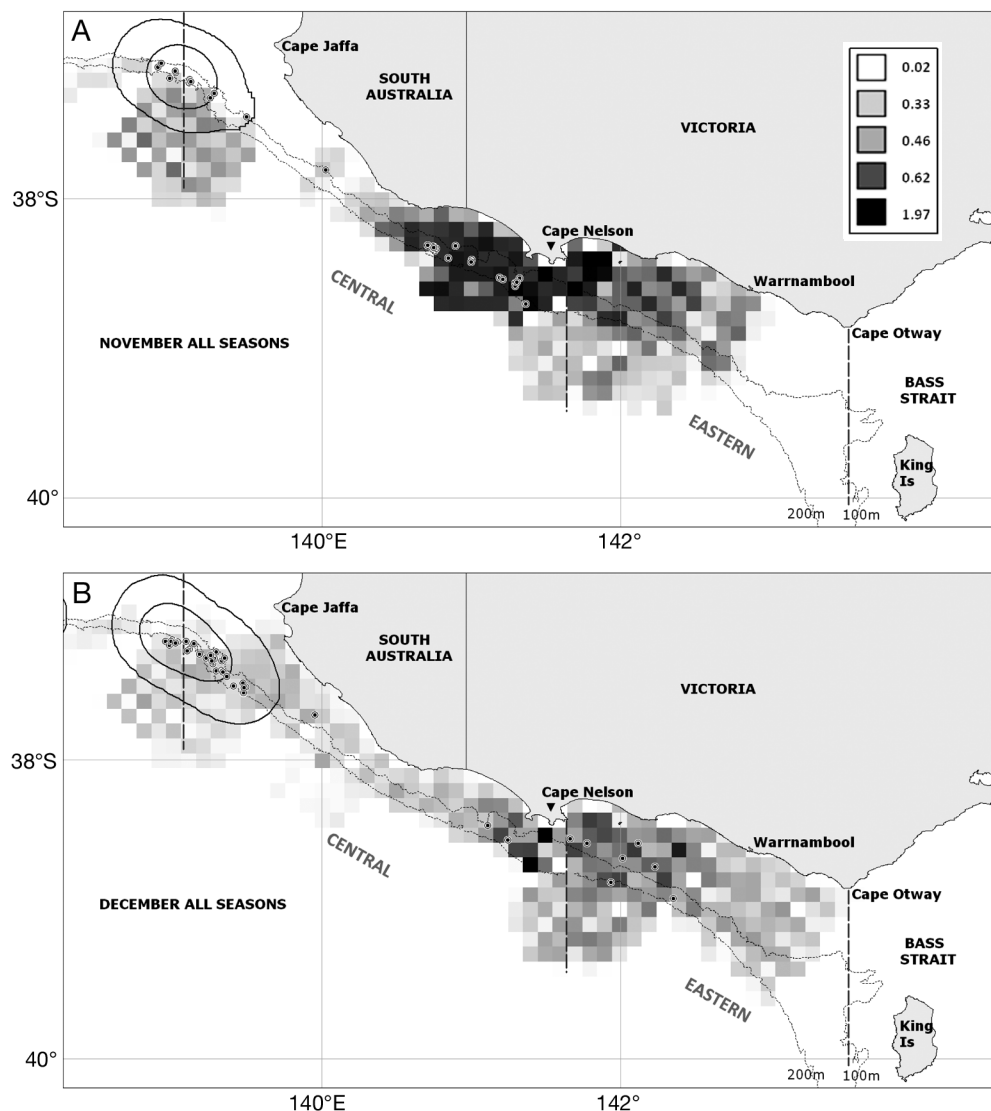 A
Cape Jaffa
SOUTH
AUSTRALIA
VICTORIA
0.02
0.33
0.46
0.62
1.97
38°S
Cape Nelson
Warrnambool
CENTRAL
NOVEMBER ALL SEASONS
Cape Otway
BASS
STRAIT
EASTERN
King
Is
40°
200m
100m
140°E
142°
B
Cape Jaffa
SOUTH
AUSTRALIA
VICTORIA
38°S
Cape Nelson
Warrnambool
CENTRAL
DECEMBER ALL SEASONS
Cape Otway
BASS
STRAIT
EASTERN
King
Is
40°
200m
100m
140°E
142°